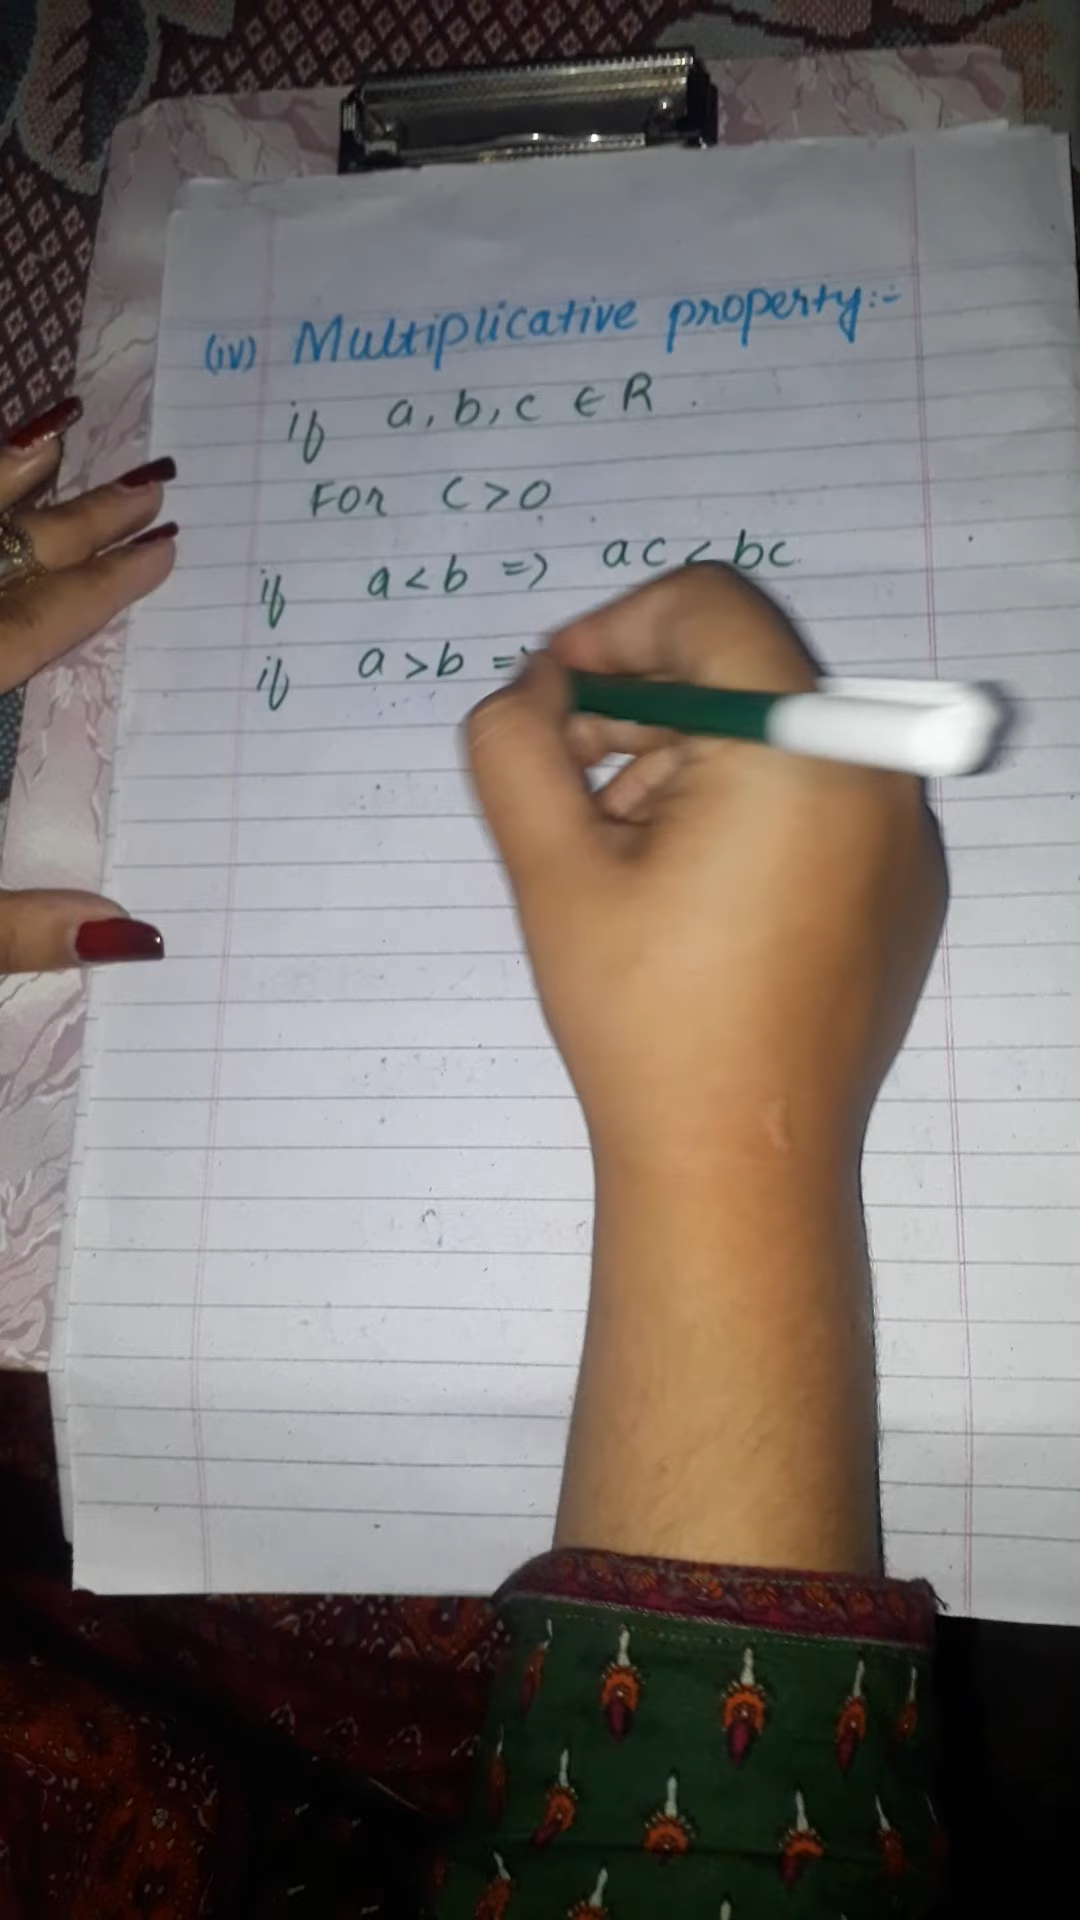 (iv) Multiplicative property:-
if a, b, c ∈ R.
For c>0
if a<b => ac<bc.
if a>b =>